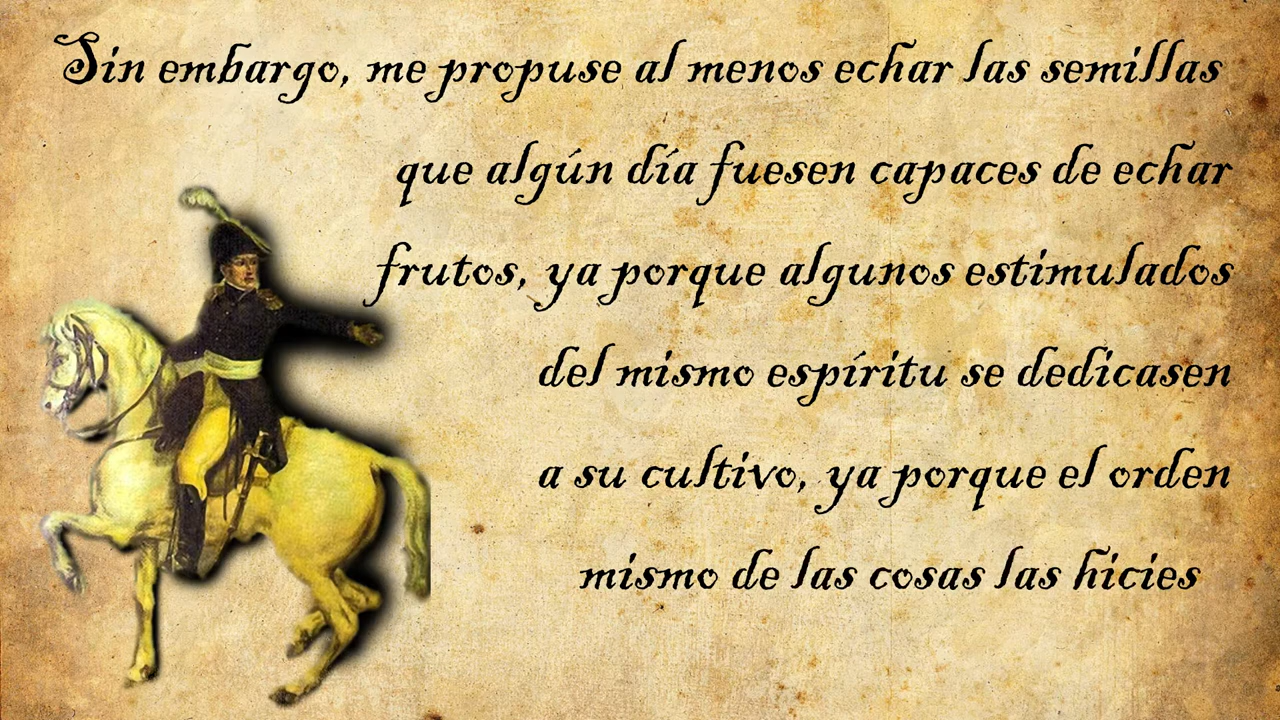 Sin embargo, me propuse al menos echar las semillas
que algún día fuesen capaces de echar
frutos, ya porque algunos estimulados
del mismo espíritu se dedicasen
a su cultivo, ya porque el orden
mismo de las cosas las hicies